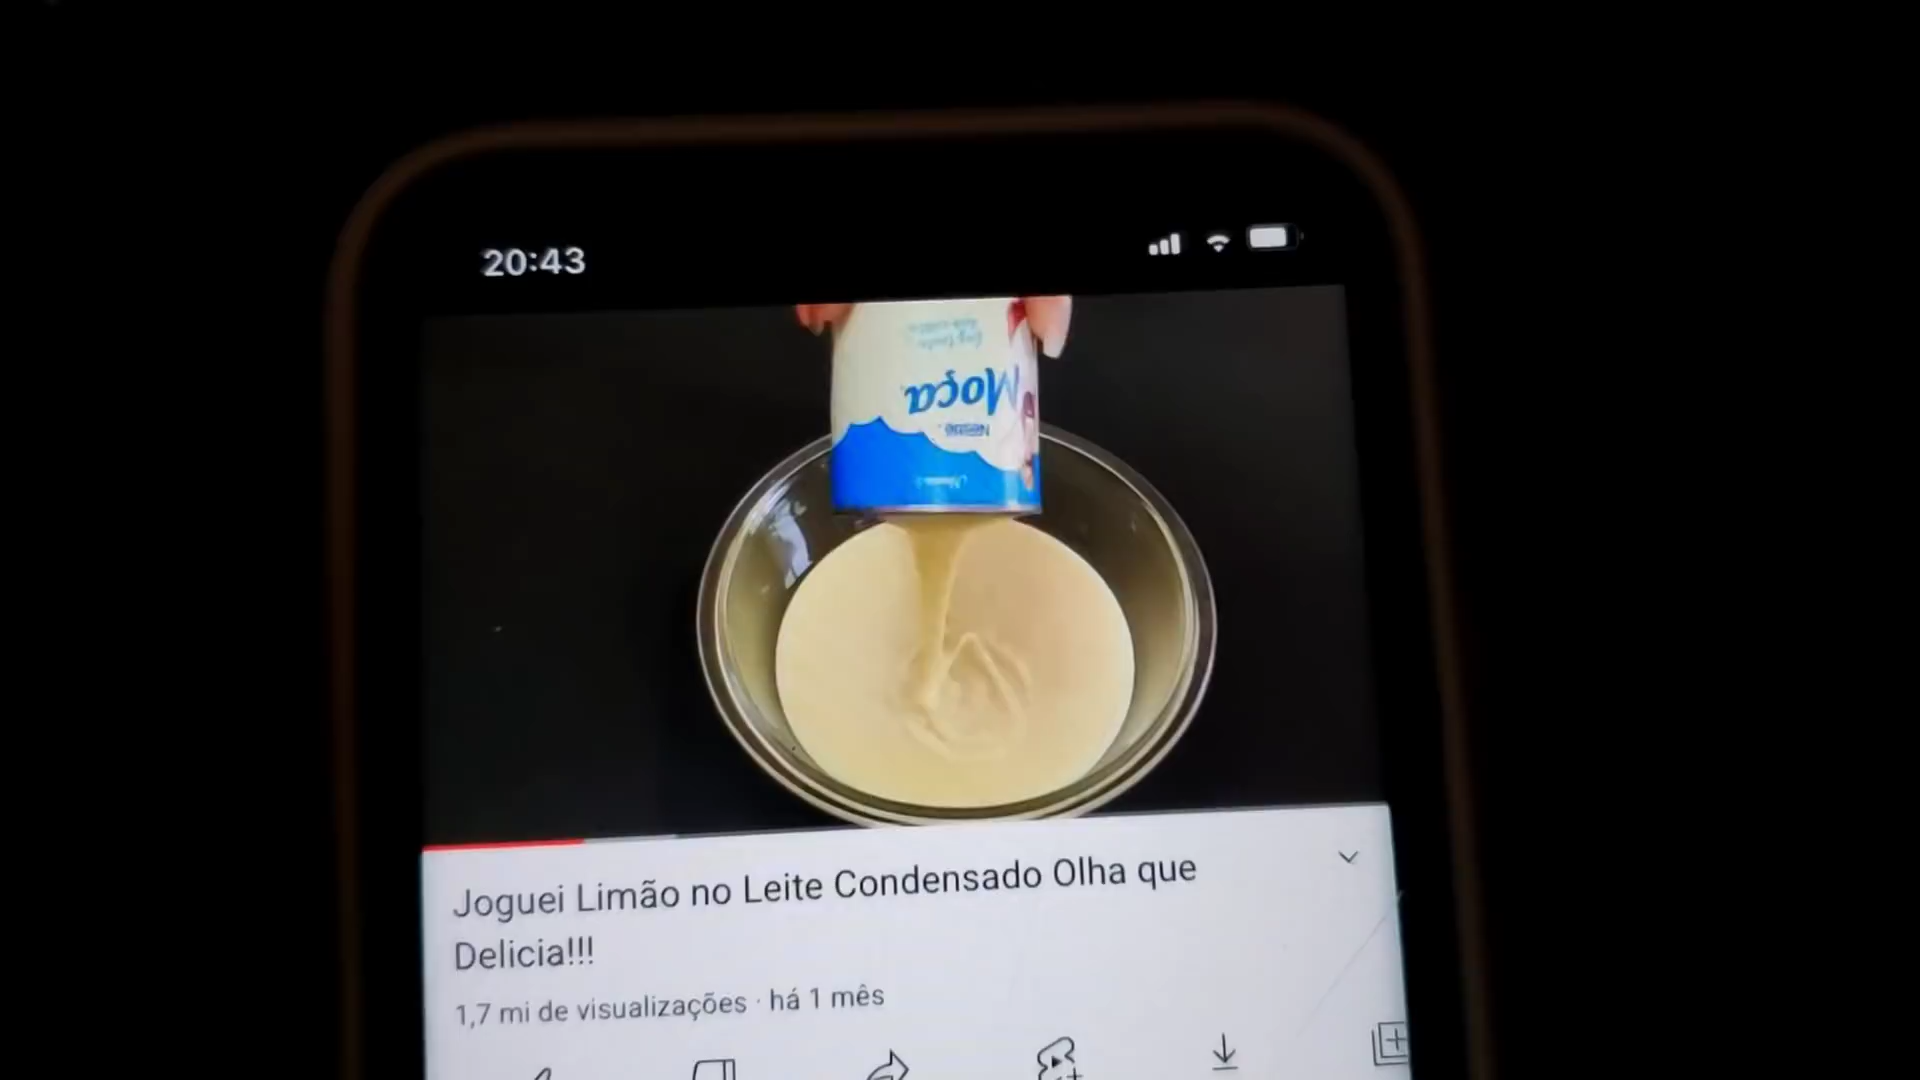 20:43
Moça
Nestlé
Joguei Limão no Leite Condensado Olha que
Delicia!!!
1,7 mi de visualizações · há 1 mês